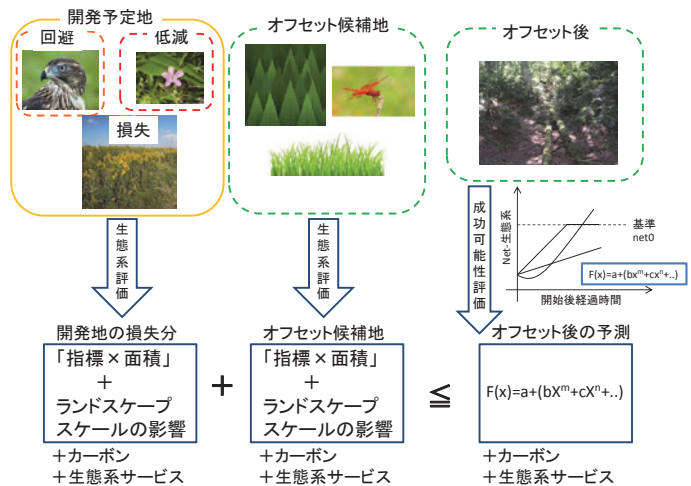 開発予定地
回避
低減
損失
オフセット候補地
オフセット後
生態系評価
生態系評価
成功可能性評価
Net-生態系
基準
net0
F(x)=a+(bx^m+cx^n+..)
開始後経過時間
開発地の損失分
「指標×面積」
+
ランドスケープ
スケールの影響
+カーボン
+生態系サービス
+
オフセット候補地
「指標×面積」
+
ランドスケープ
スケールの影響
+カーボン
+生態系サービス
≦
オフセット後の予測
F(x)=a+(bX^m+cX^n+..)
+カーボン
+生態系サービス